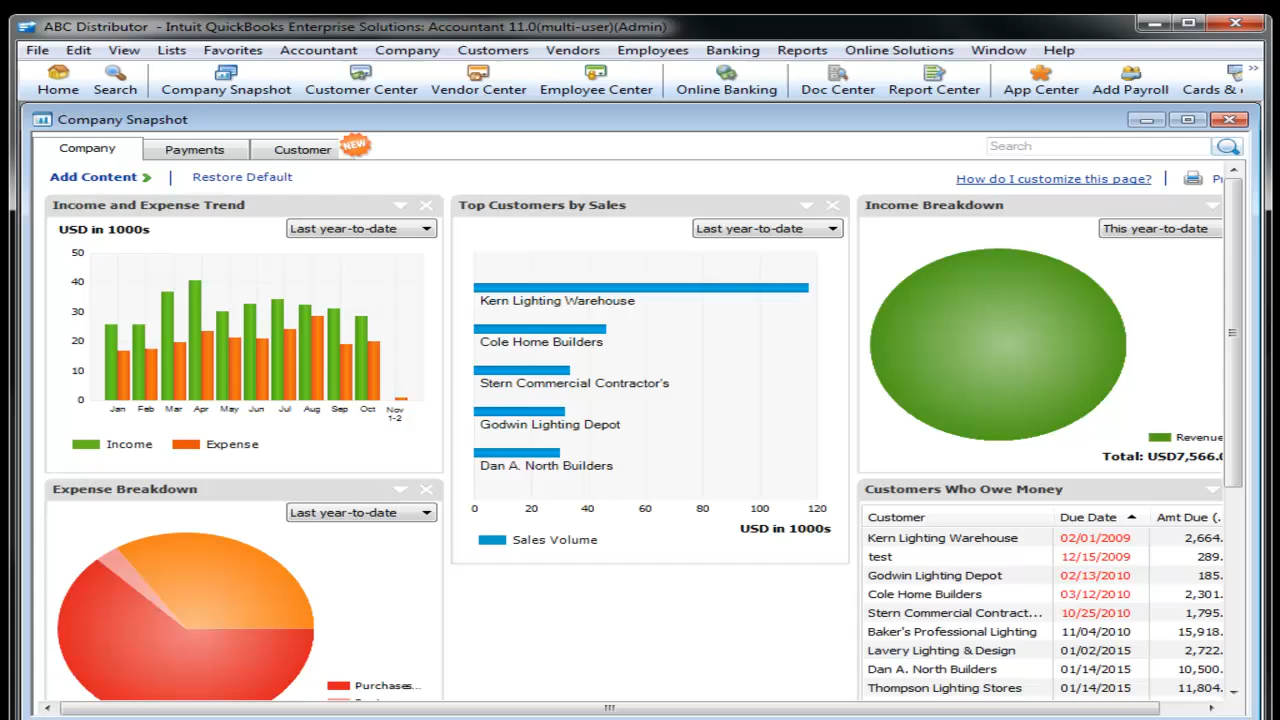 ABC Distributor - Intuit QuickBooks Enterprise Solutions: Accountant 11.0(multi-user)(Admin)
File Edit View Lists Favorites Accountant Company Customers Vendors Employees Banking Reports Online Solutions Window Help
Home Search Company Snapshot Customer Center Vendor Center Employee Center Online Banking Doc Center Report Center App Center Add Payroll Cards &
Company Snapshot
Company Payments Customer NEW Search
Add Content Restore Default How do I customize this page?
Income and Expense Trend
USD in 1000s Last year-to-date
50
40
30
20
10
0
Jan Feb Mar Apr May Jun Jul Aug Sep Oct Nov
1-2
Income Expense
Top Customers by Sales
Last year-to-date
Kern Lighting Warehouse
Cole Home Builders
Stern Commercial Contractor's
Godwin Lighting Depot
Dan A. North Builders
0 20 40 60 80 100 120
USD in 1000s
Sales Volume
Income Breakdown
This year-to-date
Revenue
Total: USD7,566.0
Expense Breakdown
Last year-to-date
Purchases...
Customers Who Owe Money
Customer Due Date Amt Due (.
Kern Lighting Warehouse 02/01/2009 2,664.
test 12/15/2009 289.
Godwin Lighting Depot 02/13/2010 185.
Cole Home Builders 03/12/2010 2,301.
Stern Commercial Contract... 10/25/2010 1,795.
Baker's Professional Lighting 11/04/2010 15,918.
Lavery Lighting & Design 01/02/2015 2,722.
Dan A. North Builders 01/14/2015 10,500.
Thompson Lighting Stores 01/14/2015 11,804.